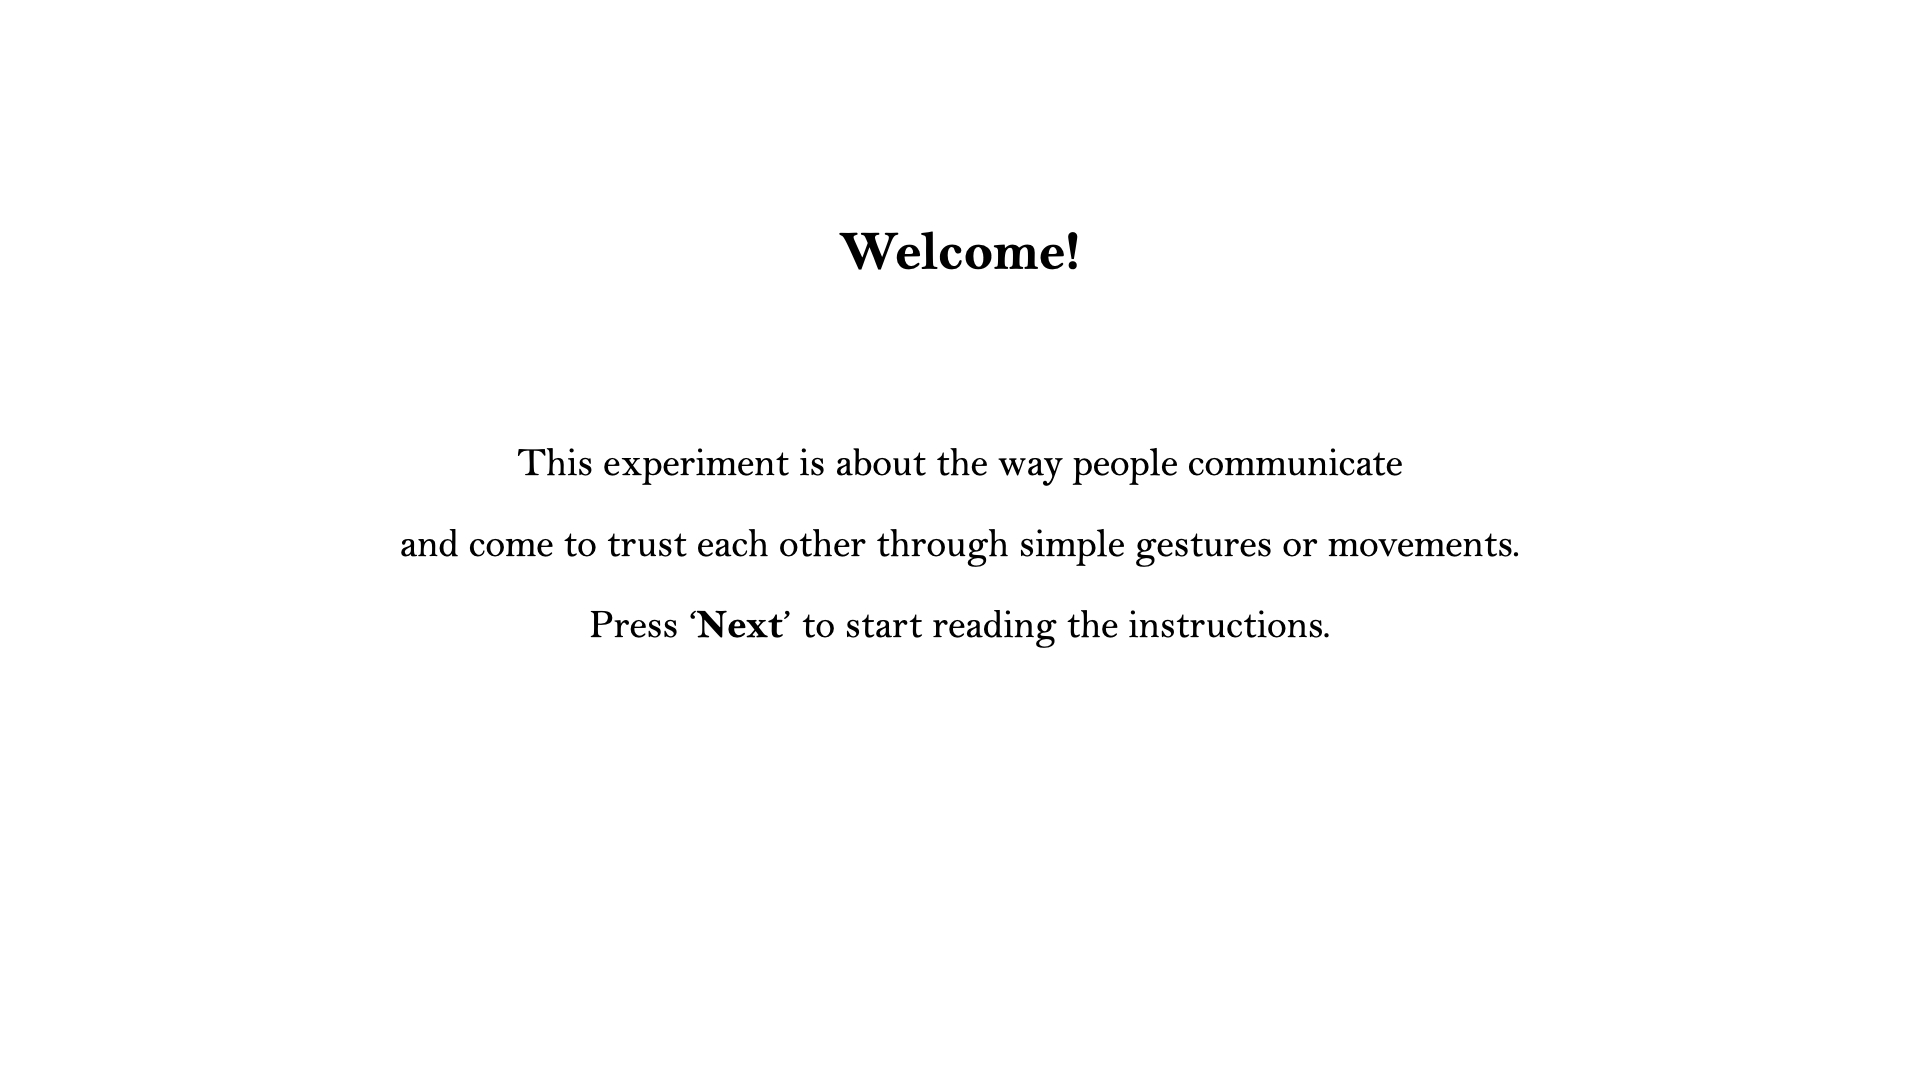 Welcome!
This experiment is about the way people communicate
and come to trust each other through simple gestures or movements.
Press ‘Next’ to start reading the instructions.